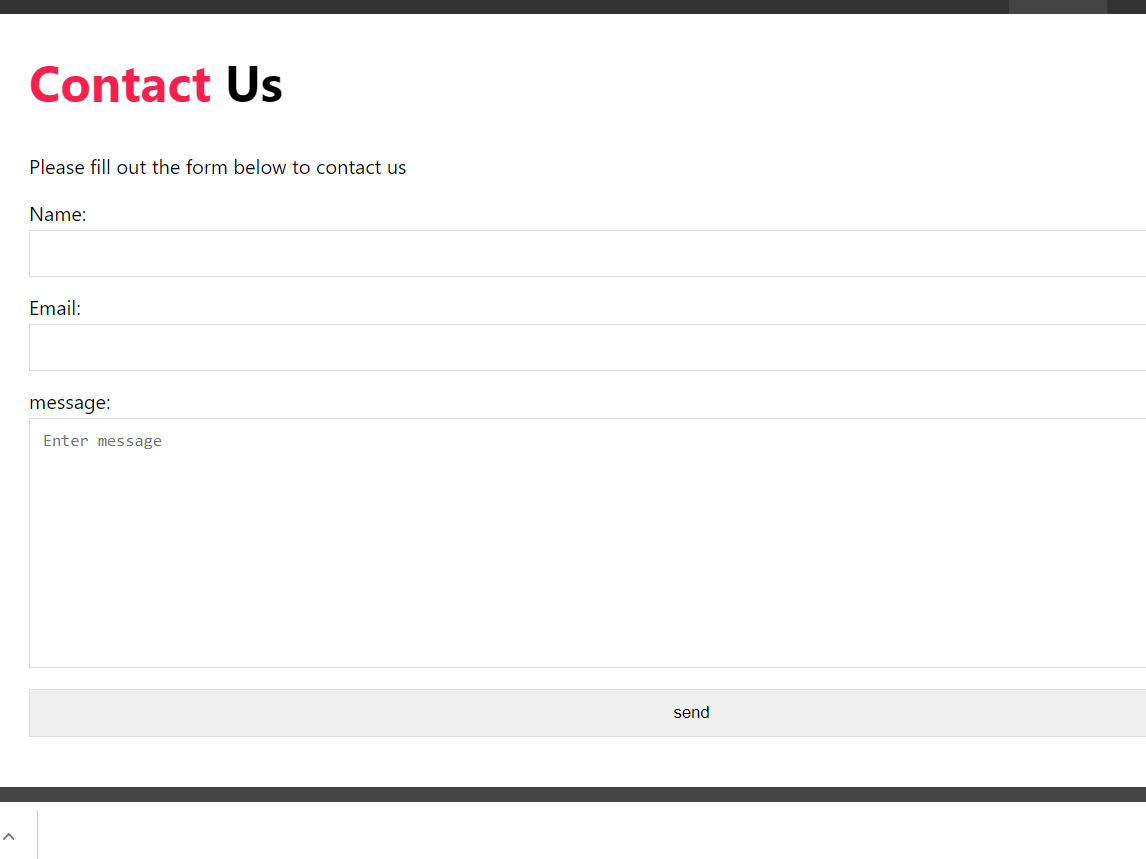 Contact Us
Please fill out the form below to contact us
Name:
Email:
message:
Enter message
send